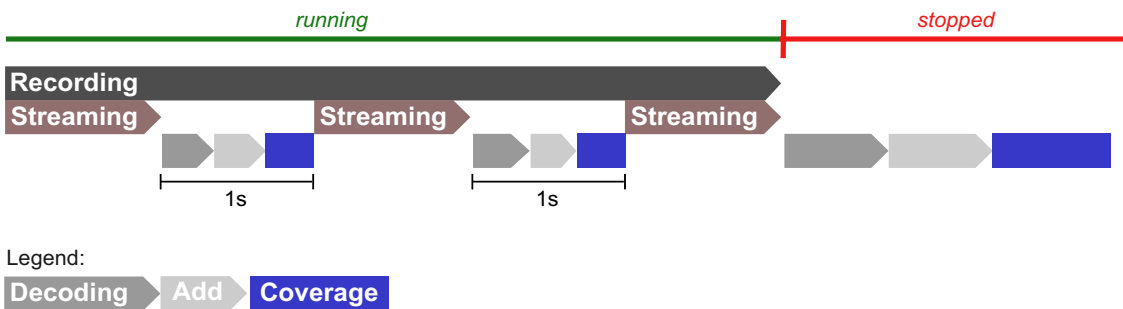 running stopped
Recording
Streaming Streaming Streaming
1s 1s
Legend:
Decoding Add Coverage